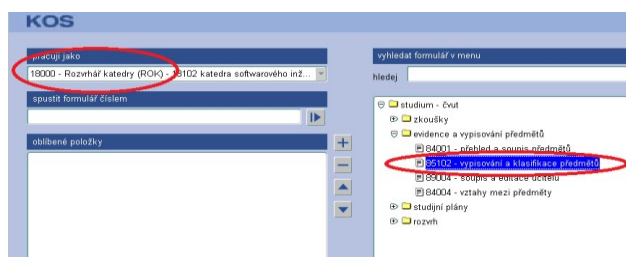 KOS
pracuji jako
18000 - Rozvrhář katedry (ROK) - 18102 katedra softwarového inž...
spustit formulář číslem
oblíbené položky
vyhledat formulář v menu
hledej
studium - čvut
zkoušky
evidence a vypisování předmětů
84001 - přehled a soupis předmětů
85102 - vypisování a klasifikace předmětů
89004 - soupis a editace učitelů
84004 - vztahy mezi předměty
studijní plány
rozvrh